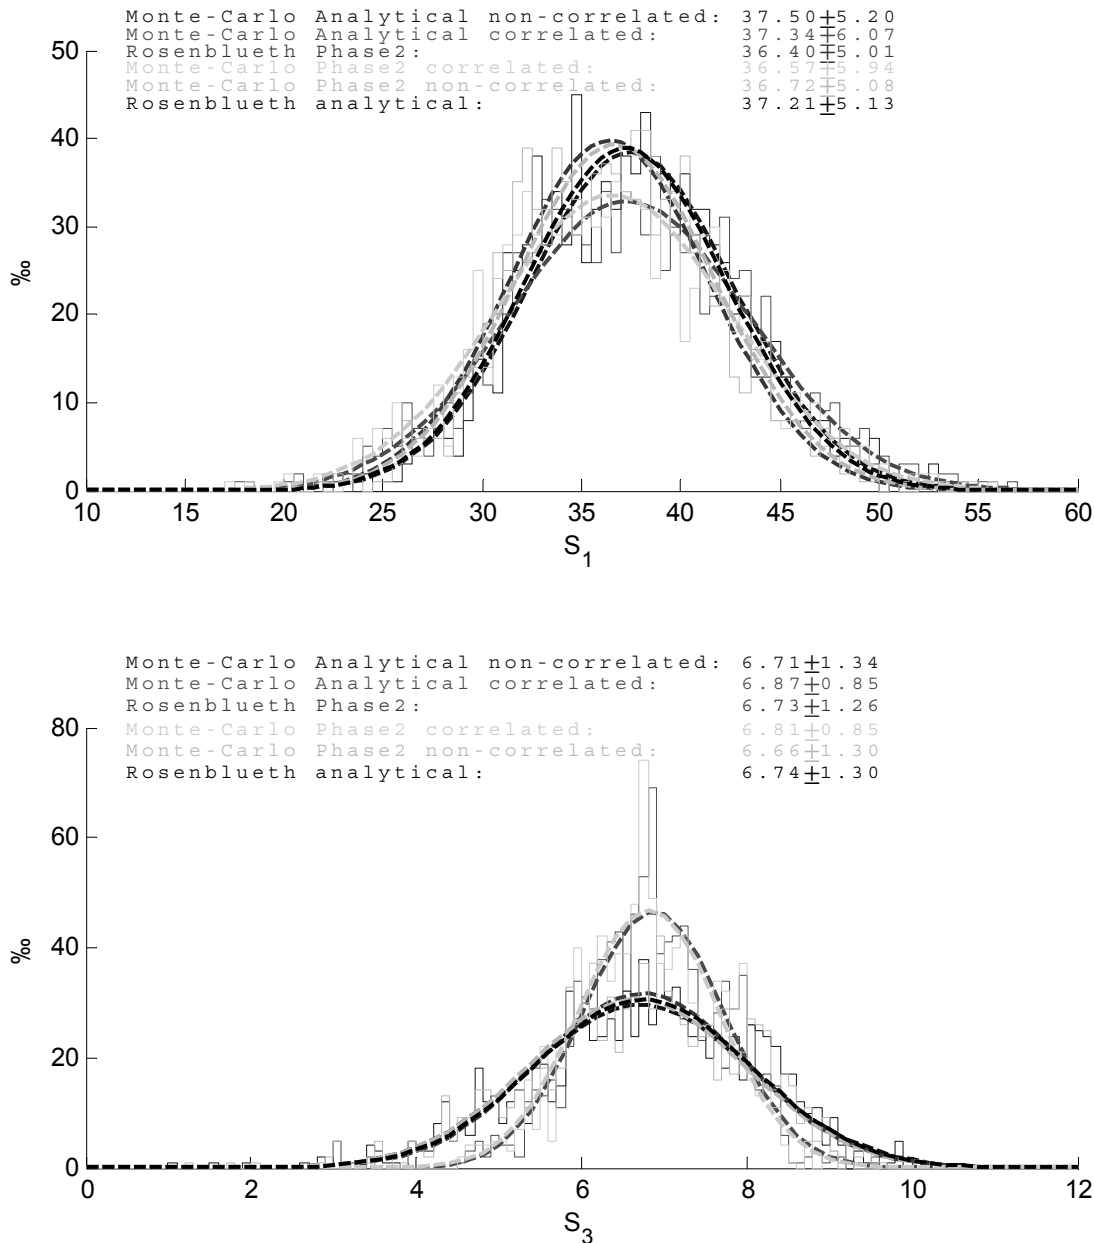 Monte-Carlo Analytical non-correlated: 37.50±5.20
Monte-Carlo Analytical correlated: 37.34±6.07
Rosenblueth Phase2: 36.40±5.01
Monte-Carlo Phase2 correlated: 36.57±5.94
Monte-Carlo Phase2 non-correlated: 36.72±5.08
Rosenblueth analytical: 37.21±5.13
50
40
30
20
10
0
‰
10 15 20 25 30 35 40 45 50 55 60
S1
Monte-Carlo Analytical non-correlated: 6.71±1.34
Monte-Carlo Analytical correlated: 6.87±0.85
Rosenblueth Phase2: 6.73±1.26
Monte-Carlo Phase2 correlated: 6.81±0.85
Monte-Carlo Phase2 non-correlated: 6.66±1.30
Rosenblueth analytical: 6.74±1.30
80
60
40
20
0
‰
0 2 4 6 8 10 12
S3